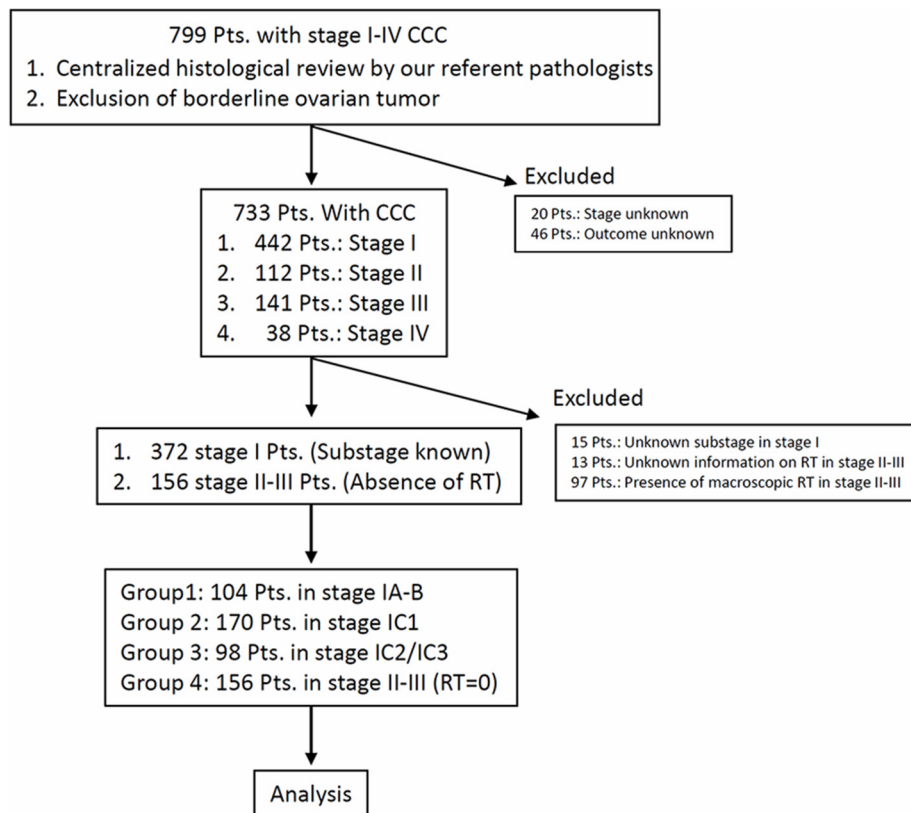 799 Pts. with stage I-IV CCC
1. Centralized histological review by our referent pathologists
2. Exclusion of borderline ovarian tumor
Excluded
20 Pts.: Stage unknown
46 Pts.: Outcome unknown
733 Pts. With CCC
1. 442 Pts.: Stage I
2. 112 Pts.: Stage II
3. 141 Pts.: Stage III
4. 38 Pts.: Stage IV
Excluded
15 Pts.: Unknown substage in stage I
13 Pts.: Unknown information on RT in stage II-III
97 Pts.: Presence of macroscopic RT in stage II-III
1. 372 stage I Pts. (Substage known)
2. 156 stage II-III Pts. (Absence of RT)
Group1: 104 Pts. in stage IA-B
Group 2: 170 Pts. in stage IC1
Group 3: 98 Pts. in stage IC2/IC3
Group 4: 156 Pts. in stage II-III (RT=0)
Analysis